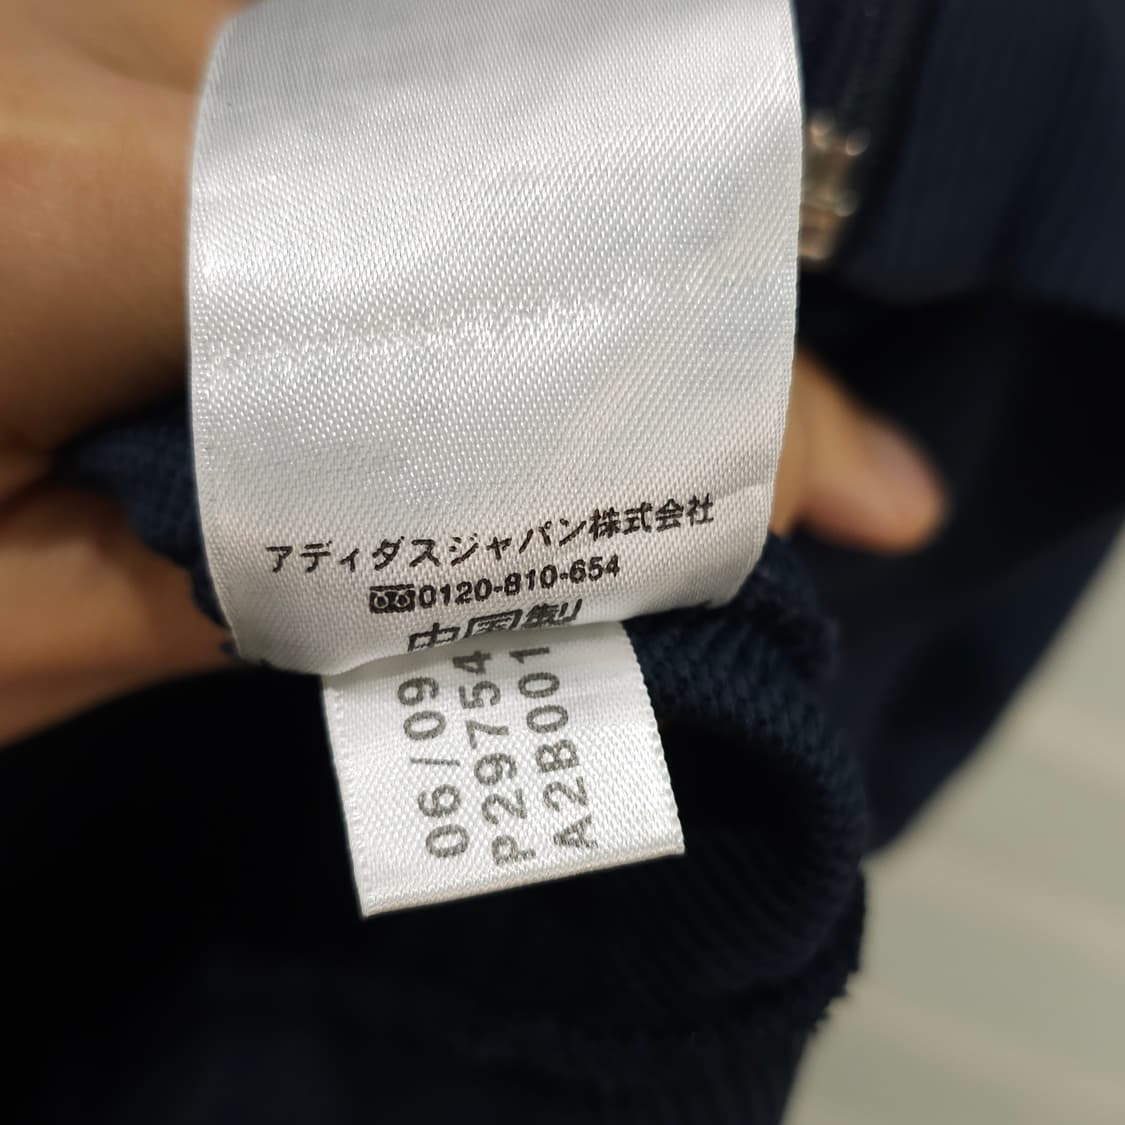 アディダスジャパン株式会社
0120-810-654
中国製
06/09
P29754
A2B001